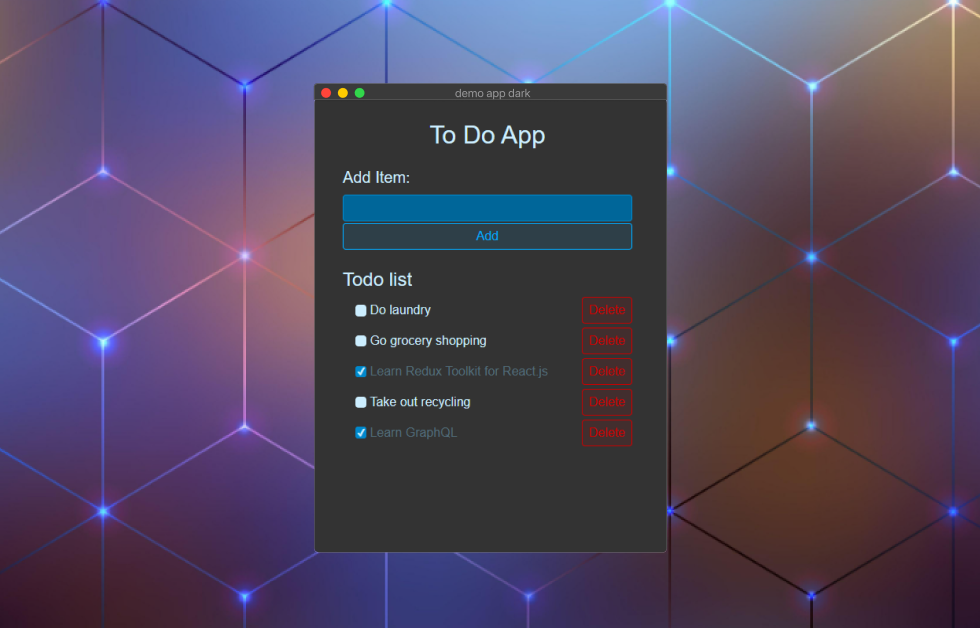 demo app dark
To Do App
Add Item:
Add
Todo list
Do laundry Delete
Go grocery shopping Delete
Learn Redux Toolkit for React.js Delete
Take out recycling Delete
Learn GraphQL Delete